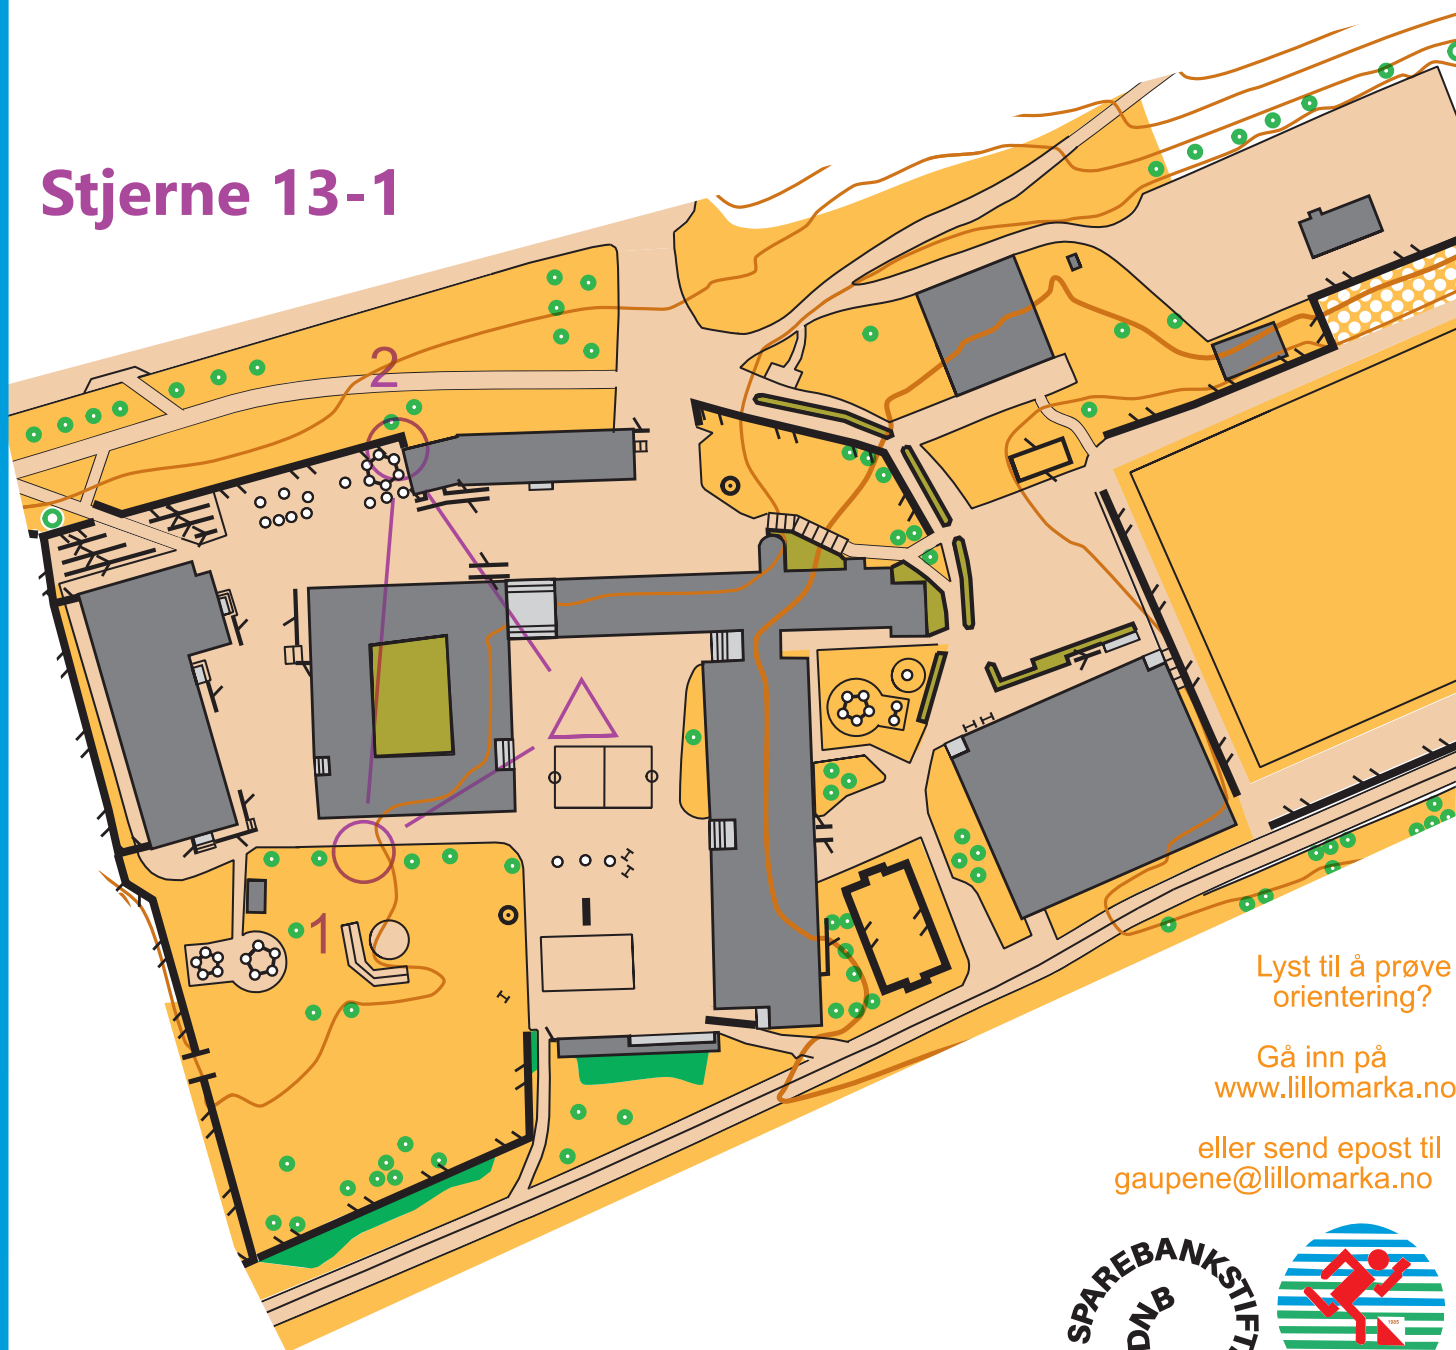 Stjerne 13-1
2
1
Lyst til å prøve
orientering?
Gå inn på
www.lillomarka.no
eller send epost til
gaupene@lillomarka.no
DNB
1985